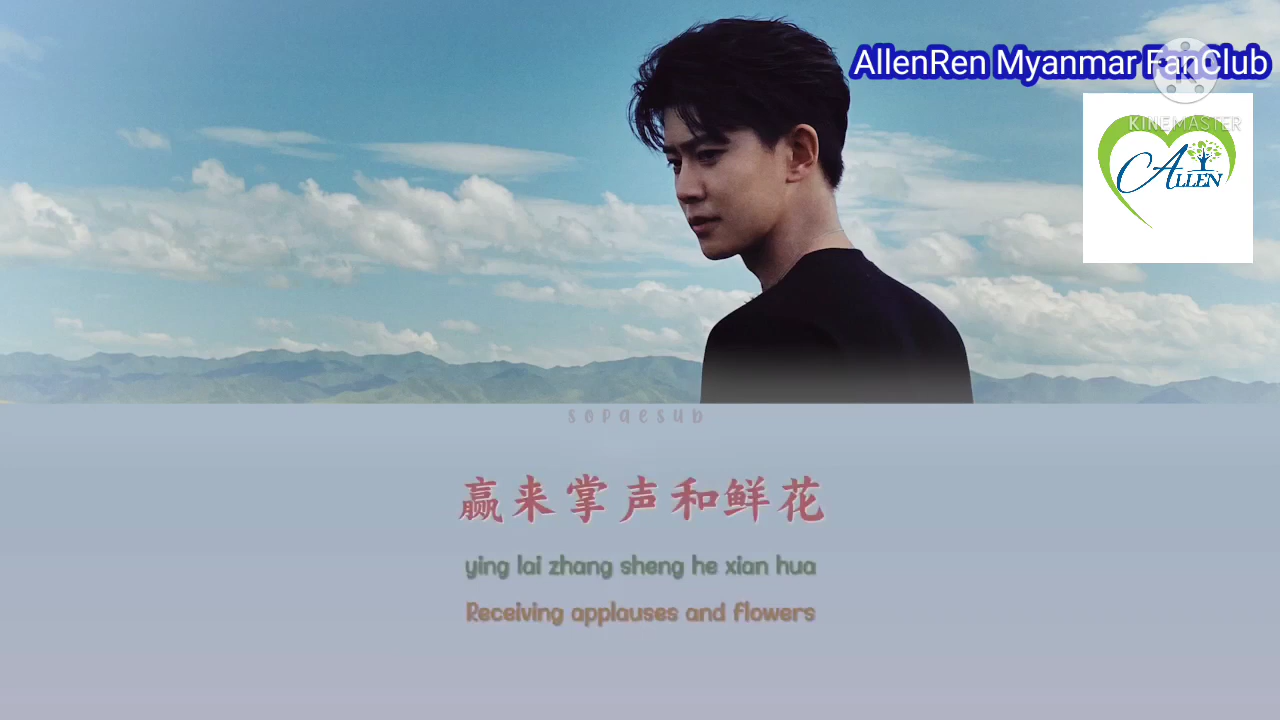 AllenRen Myanmar FanClub
KINEMASTER
ALLEN
sopaesub
赢来掌声和鲜花
ying lai zhang sheng he xian hua
Receiving applauses and flowers